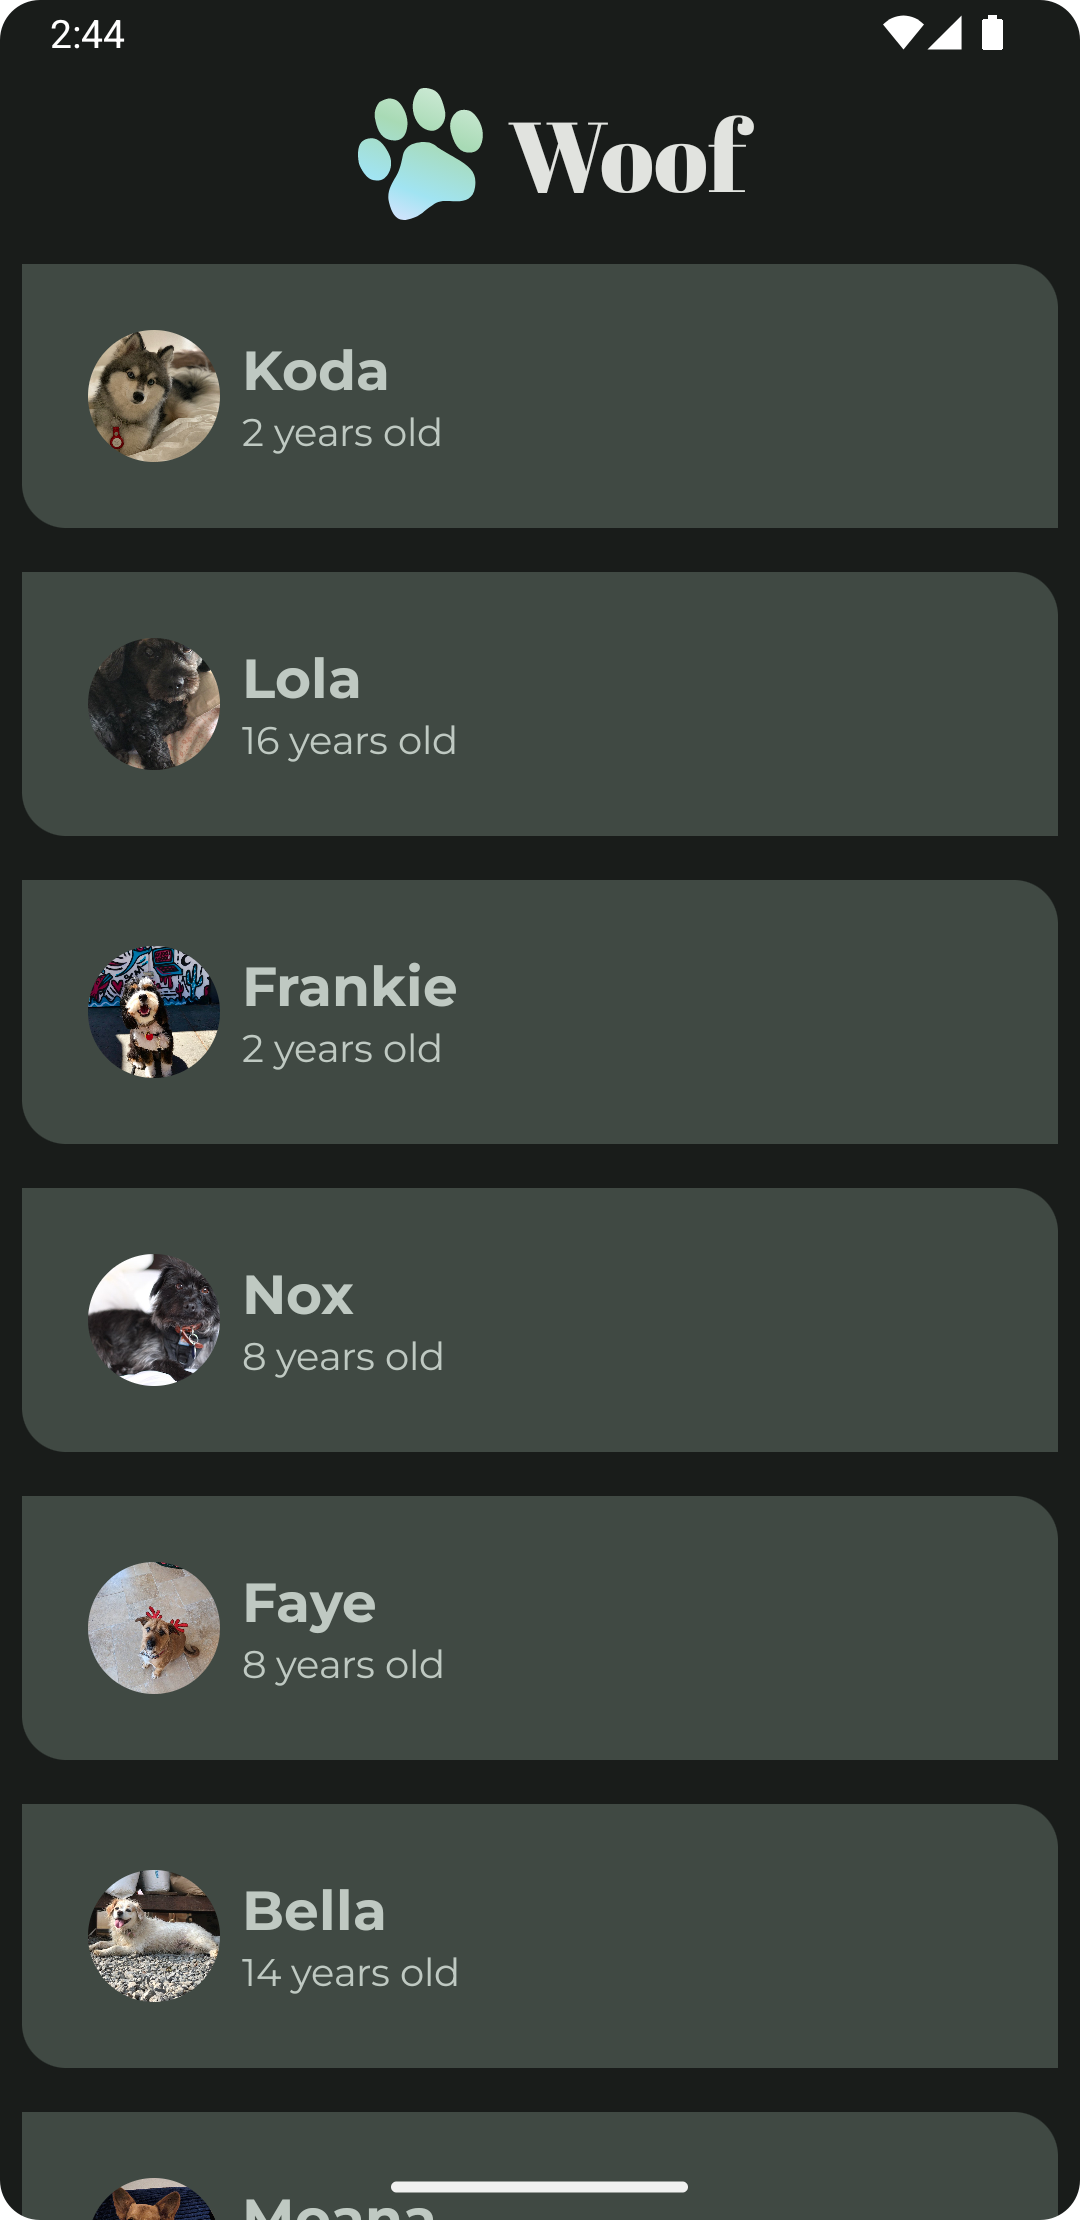 2:44
Woof
Koda
2 years old
Lola
16 years old
Frankie
2 years old
Nox
8 years old
Faye
8 years old
Bella
14 years old
Moana